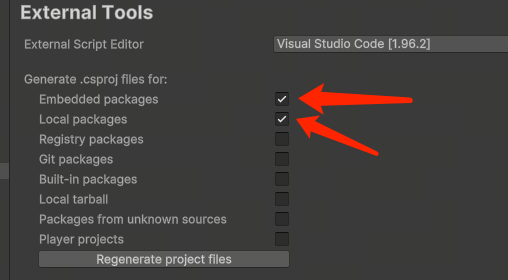 External Tools
External Script Editor Visual Studio Code [1.96.2]
Generate .csproj files for:
Embedded packages
Local packages
Registry packages
Git packages
Built-in packages
Local tarball
Packages from unknown sources
Player projects
Regenerate project files